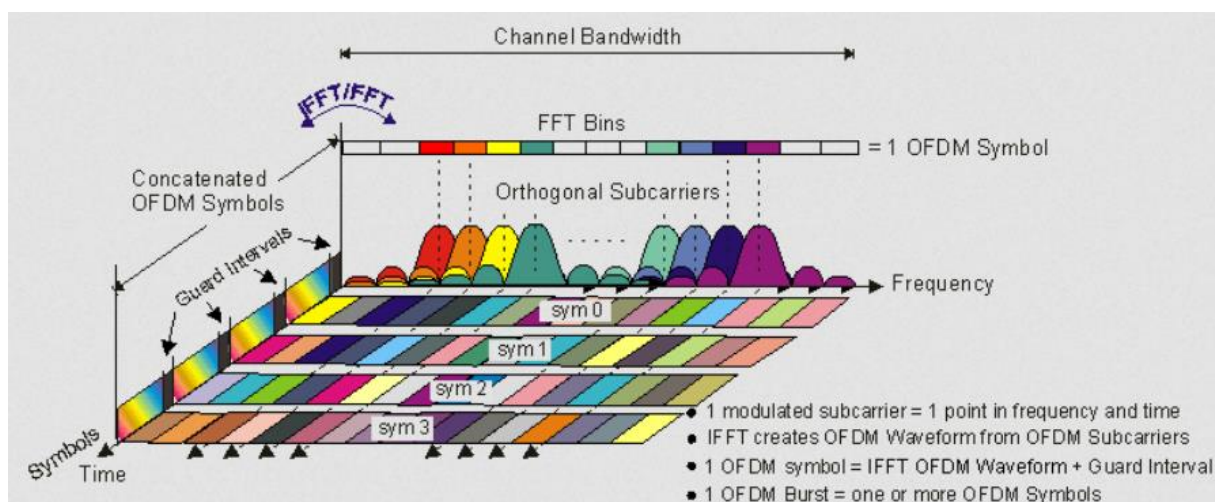 Channel Bandwidth
IFFT/FFT
FFT Bins
= 1 OFDM Symbol
Concatenated
OFDM Symbols
Orthogonal Subcarriers
Guard Intervals
Frequency
sym 0
sym 1
sym 2
sym 3
Symbols
Time
• 1 modulated subcarrier = 1 point in frequency and time
• IFFT creates OFDM Waveform from OFDM Subcarriers
• 1 OFDM symbol = IFFT OFDM Waveform + Guard Interval
• 1 OFDM Burst = one or more OFDM Symbols